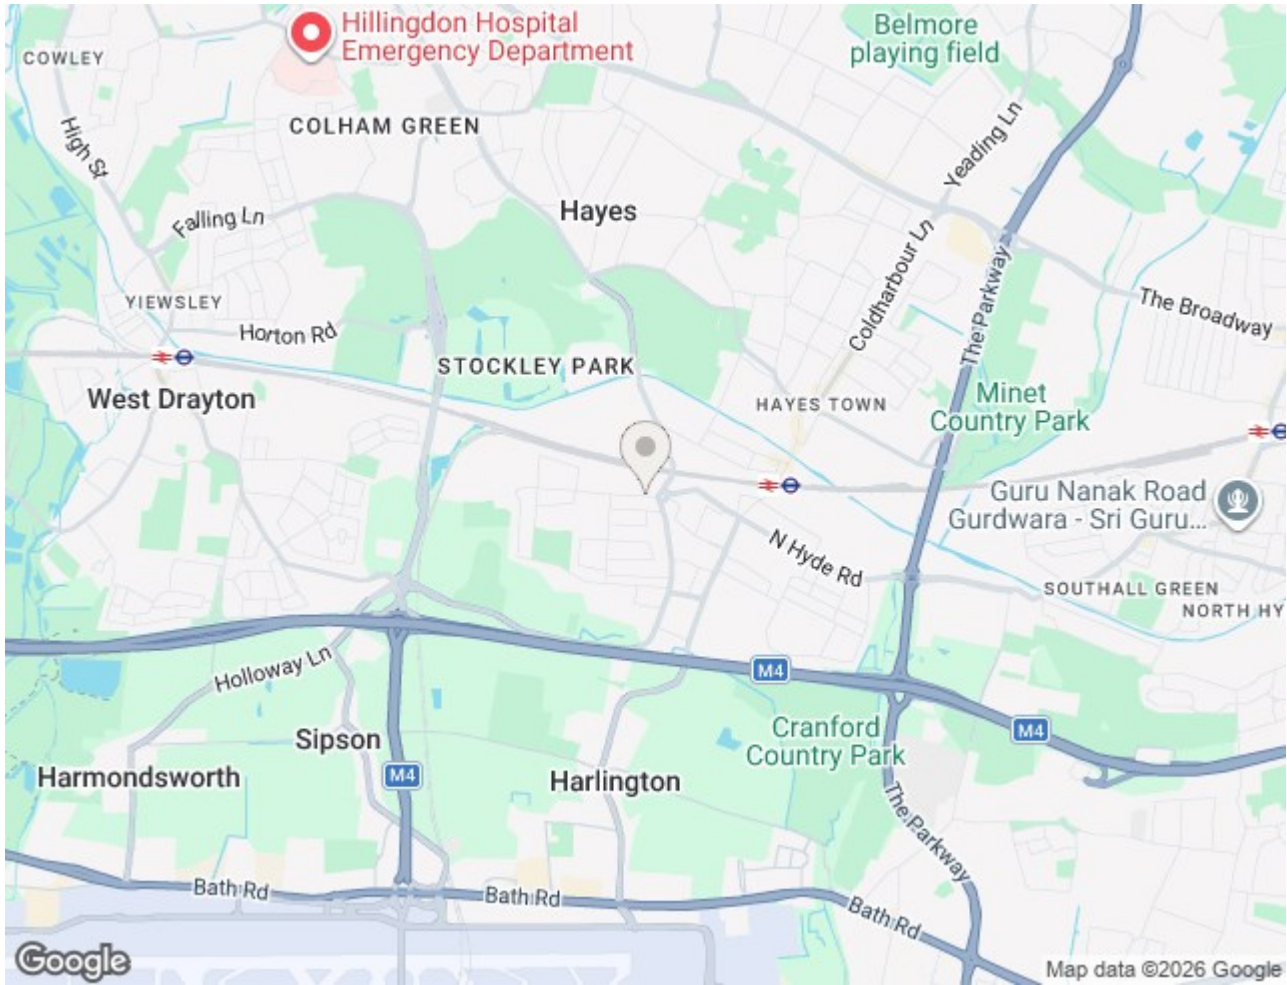 Hillingdon Hospital
Emergency Department
Belmore
playing field
COWLEY
High St
COLHAM GREEN
Yeading Ln
Falling Ln
Hayes
Coldharbour Ln
The Parkway
The Broadway
YIEWSLEY
Horton Rd
STOCKLEY PARK
West Drayton
HAYES TOWN
Minet
Country Park
Guru Nanak Road
Gurdwara - Sri Guru...
N Hyde Rd
SOUTHALL GREEN
NORTH HY
Holloway Ln
M4
M4
Sipson
Cranford
Country Park
Harmondsworth
M4
Harlington
The Parkway
Bath Rd
Bath Rd
Bath Rd
Google
Map data ©2026 Google